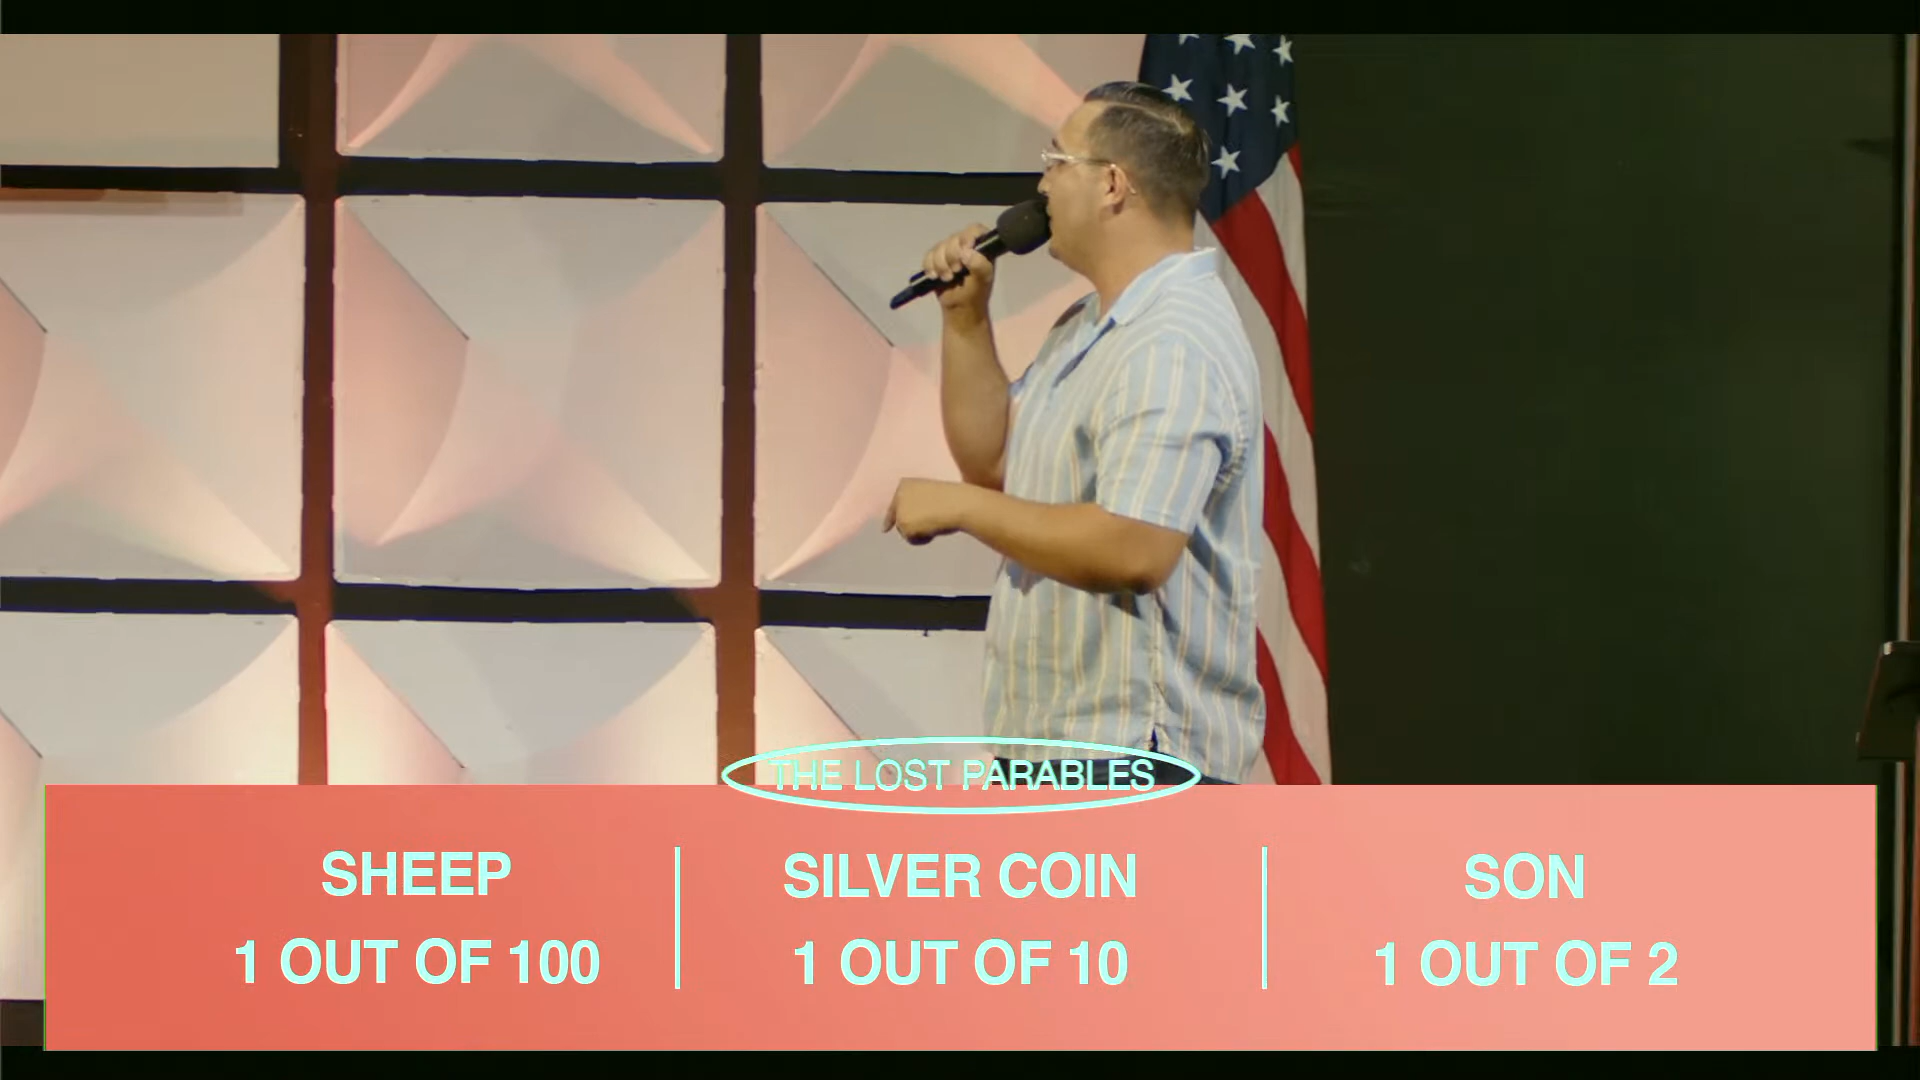 THE LOST PARABLES
SHEEP
1 OUT OF 100
SILVER COIN
1 OUT OF 10
SON
1 OUT OF 2